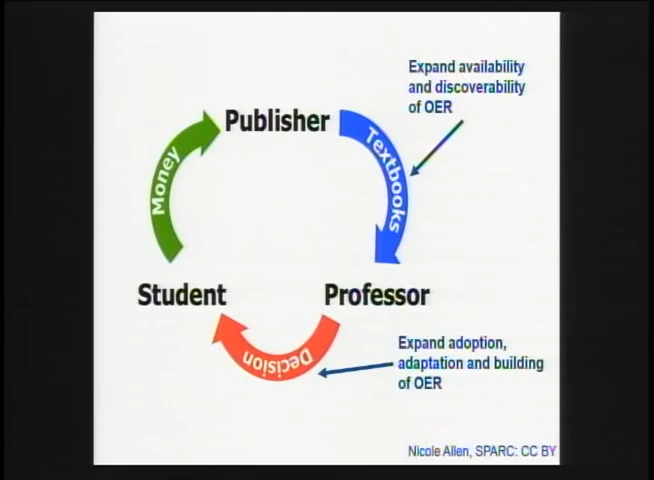 Expand availability
and discoverability
of OER
Publisher
Textbooks
Money
Student
Professor
Decision
Expand adoption,
adaptation and building
of OER
Nicole Allen, SPARC: CC BY